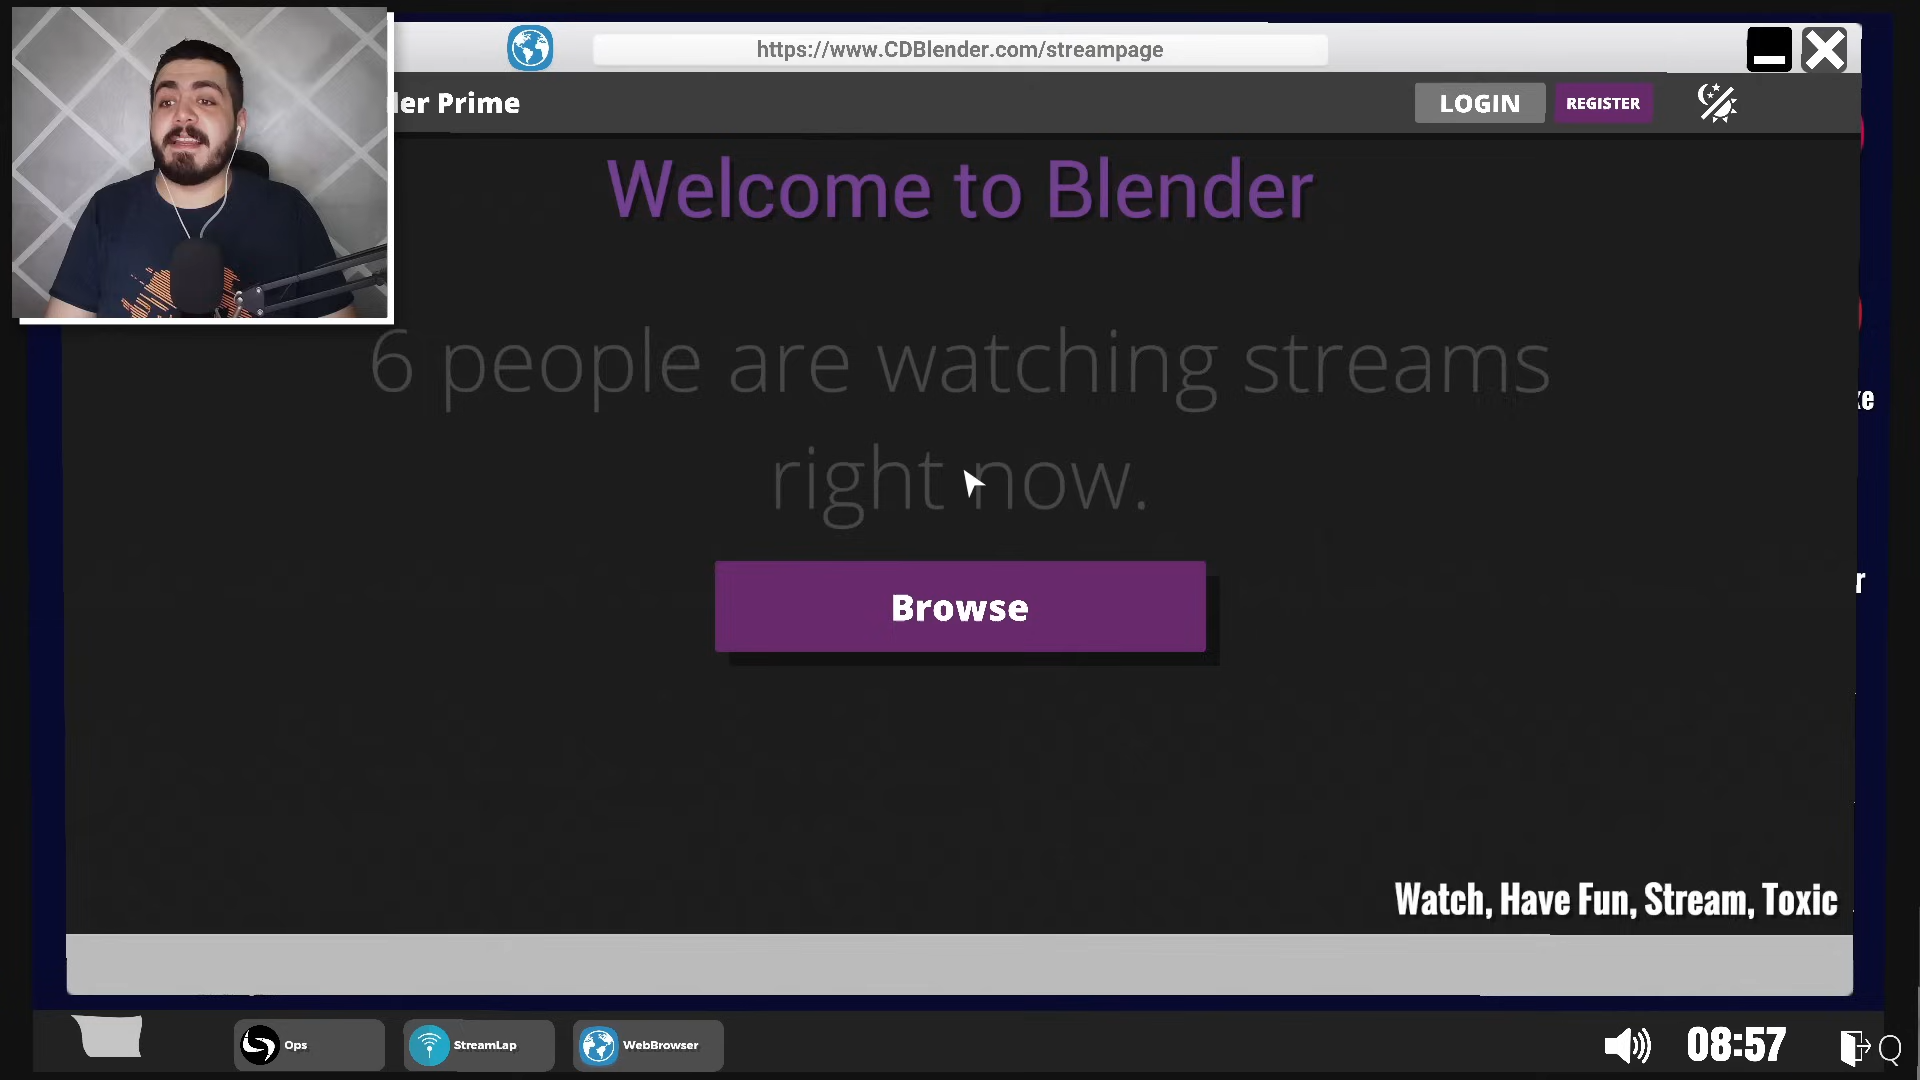 https://www.CDBlender.com/streampage
der Prime
LOGIN
REGISTER
Welcome to Blender
6 people are watching streams
right now.
Browse
Watch, Have Fun, Stream, Toxic
Ops
StreamLap
WebBrowser
08:57
Q